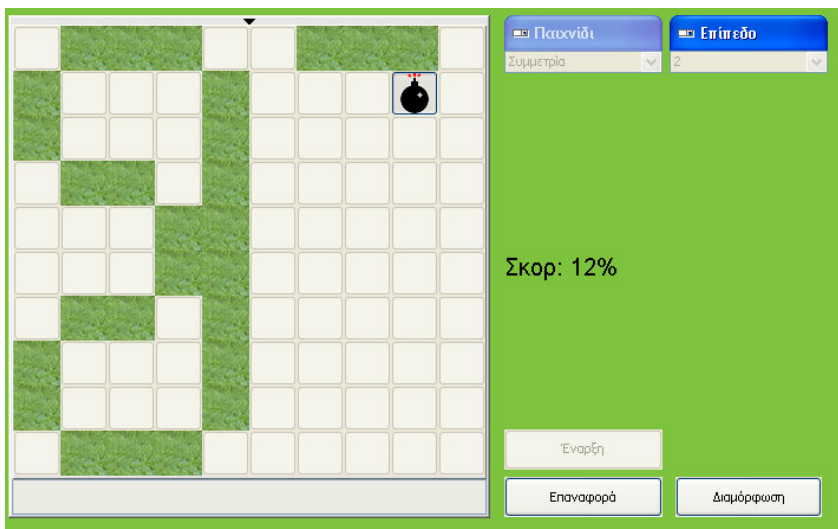 Παιχνίδι
Επίπεδο
Συμμετρία
2
Σκορ: 12%
Έναρξη
Επαναφορά
Διαμόρφωση